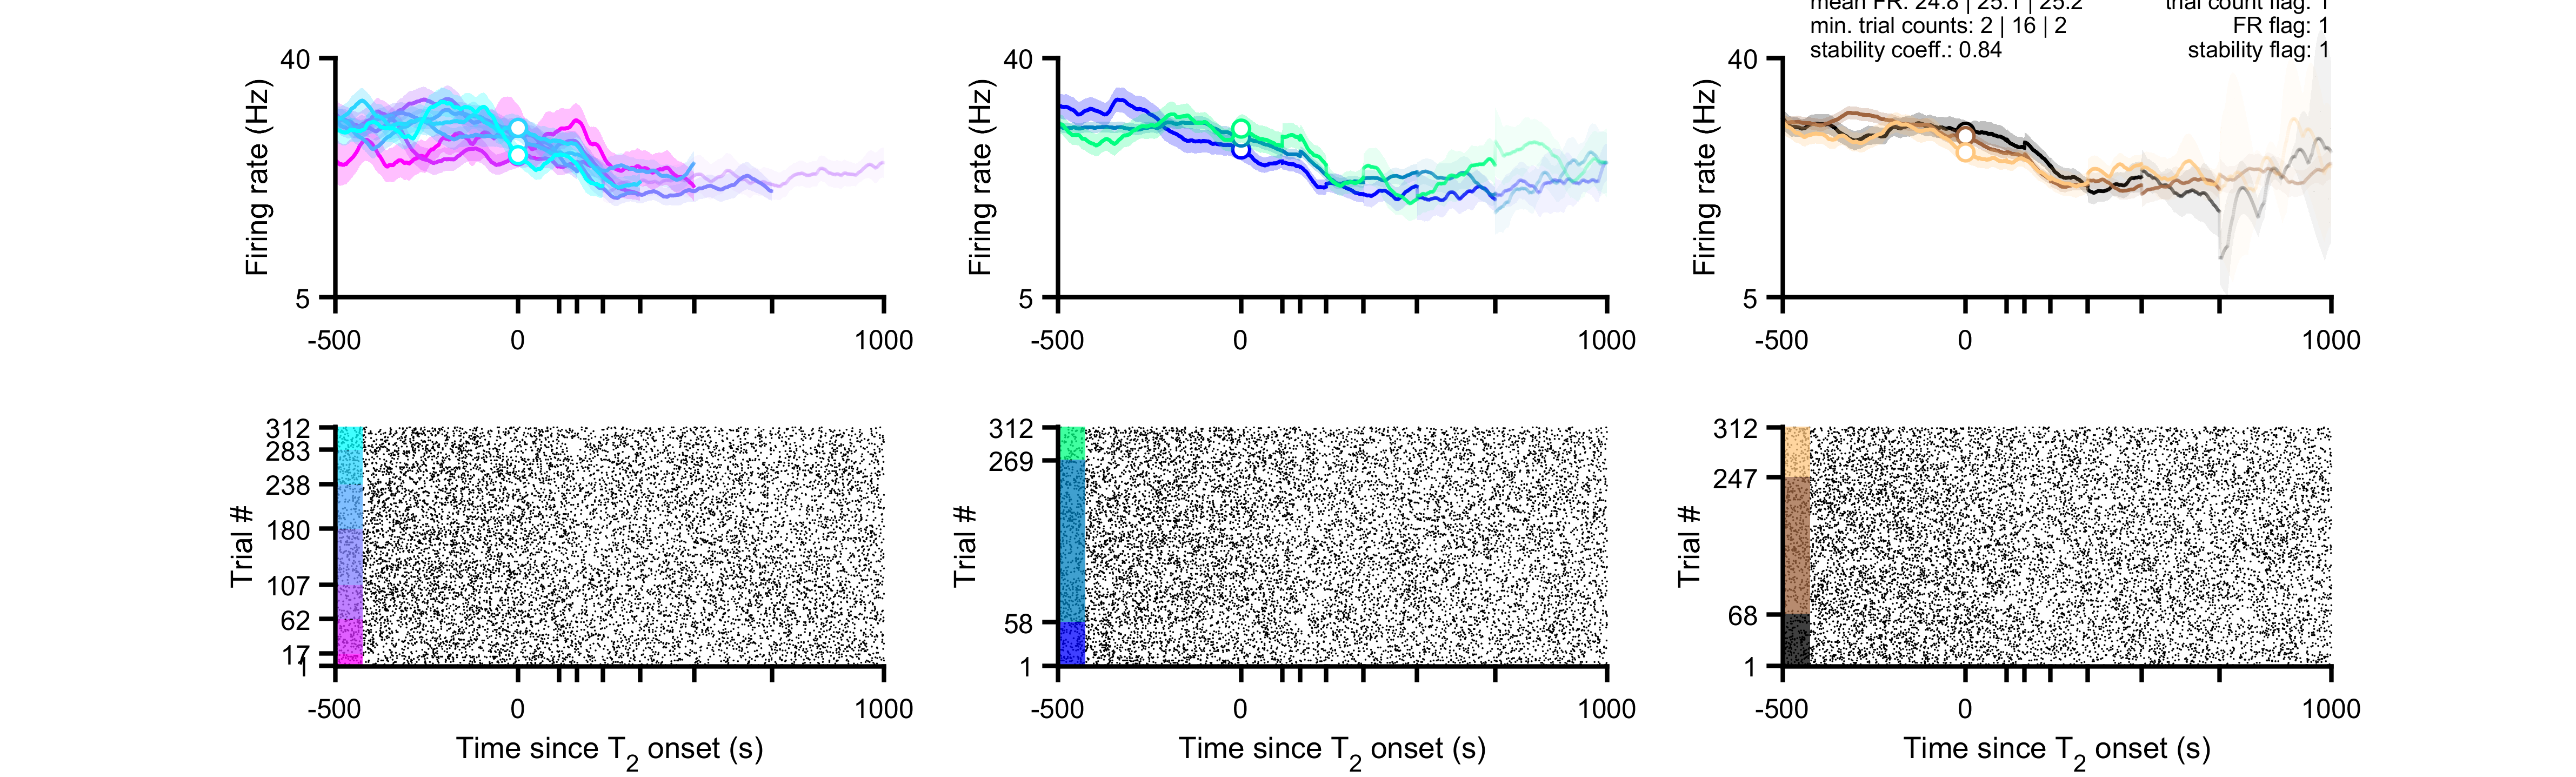 mean FR: 24.8 | 25.1 | 25.2 trial count flag: 1
min. trial counts: 2 | 16 | 2 FR flag: 1
stability coeff.: 0.84 stability flag: 1
40 40 40
Firing rate (Hz) Firing rate (Hz) Firing rate (Hz)
5 5 5
-500 0 1000 -500 0 1000 -500 0 1000
312 312 312
283 269 247
238
180
Trial # Trial # Trial #
107
62 58 68
17
1 1 1
-500 0 1000 -500 0 1000 -500 0 1000
Time since T2 onset (s) Time since T2 onset (s) Time since T2 onset (s)